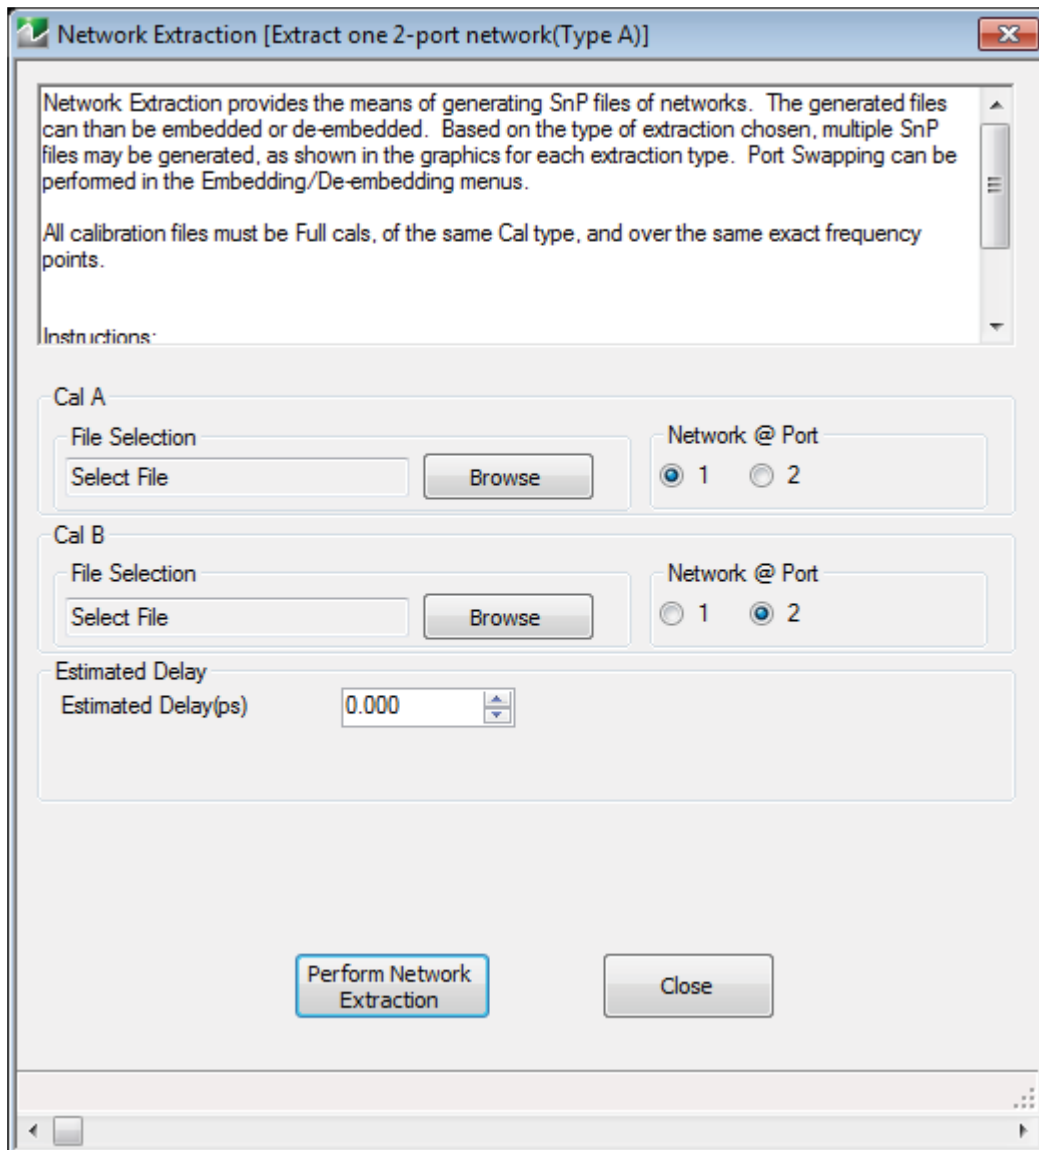 Network Extraction [Extract one 2-port network(Type A)]
Network Extraction provides the means of generating SnP files of networks. The generated files
can than be embedded or de-embedded. Based on the type of extraction chosen, multiple SnP
files may be generated, as shown in the graphics for each extraction type. Port Swapping can be
performed in the Embedding/De-embedding menus.
All calibration files must be Full cals, of the same Cal type, and over the same exact frequency
points.
Instructions:
Cal A
File Selection
Network @ Port
Select File
Browse
1
2
Cal B
File Selection
Network @ Port
Select File
Browse
1
2
Estimated Delay
Estimated Delay(ps)
0.000
Perform Network
Extraction
Close